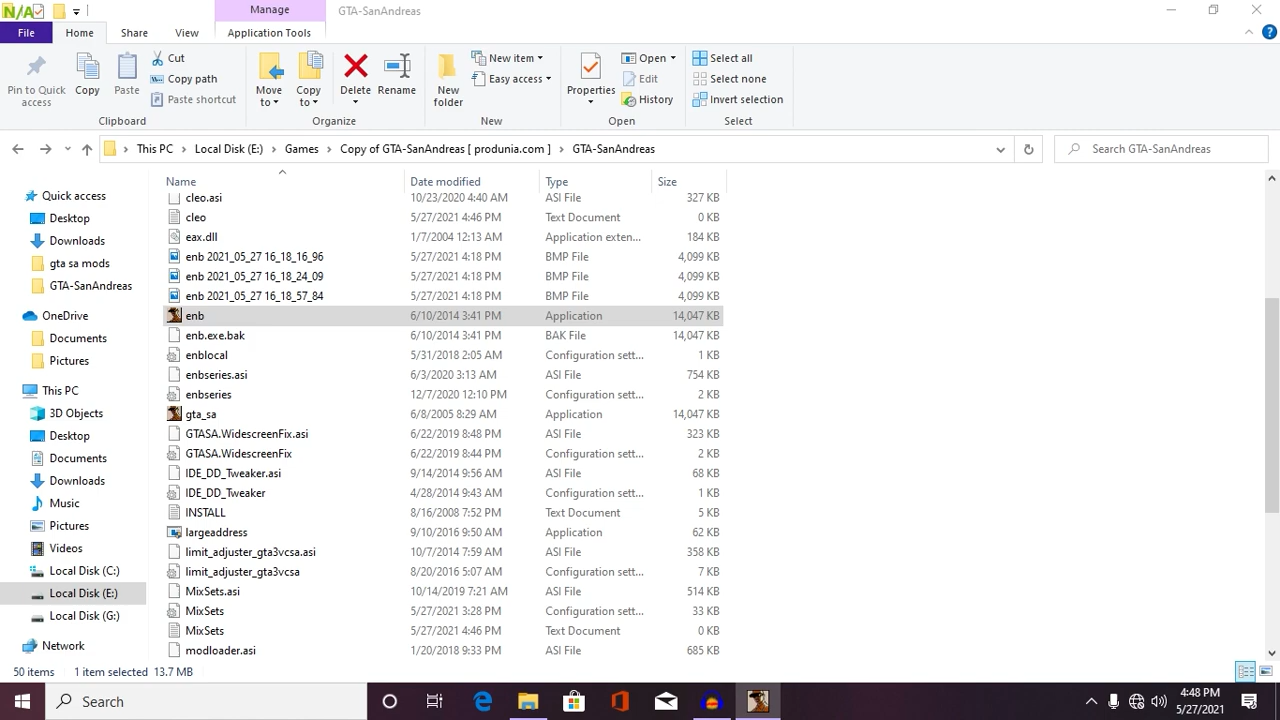 N/A
Manage
GTA-SanAndreas
File
Home
Share
View
Application Tools
Pin to Quick access
Copy
Paste
Cut
Copy path
Paste shortcut
Clipboard
Move to
Copy to
Delete
Rename
Organize
New folder
New item
Easy access
New
Properties
Open
Edit
History
Open
Select all
Select none
Invert selection
Select
This PC > Local Disk (E:) > Games > Copy of GTA-SanAndreas [ produnia.com ] > GTA-SanAndreas
Search GTA-SanAndreas
Quick access
Desktop
Downloads
gta sa mods
GTA-SanAndreas
OneDrive
Documents
Pictures
This PC
3D Objects
Desktop
Documents
Downloads
Music
Pictures
Videos
Local Disk (C:)
Local Disk (E:)
Local Disk (G:)
Network
Name Date modified Type Size
cleo.asi 10/23/2020 4:40 AM ASI File 327 KB
cleo 5/27/2021 4:46 PM Text Document 0 KB
eax.dll 1/7/2004 12:13 AM Application exten... 184 KB
enb 2021_05_27 16_18_16_96 5/27/2021 4:18 PM BMP File 4,099 KB
enb 2021_05_27 16_18_24_09 5/27/2021 4:18 PM BMP File 4,099 KB
enb 2021_05_27 16_18_57_84 5/27/2021 4:18 PM BMP File 4,099 KB
enb 6/10/2014 3:41 PM Application 14,047 KB
enb.exe.bak 6/10/2014 3:41 PM BAK File 14,047 KB
enblocal 5/31/2018 2:05 AM Configuration sett... 1 KB
enbseries.asi 6/3/2020 3:13 AM ASI File 754 KB
enbseries 12/7/2020 12:10 PM Configuration sett... 2 KB
gta_sa 6/8/2005 8:29 AM Application 14,047 KB
GTASA.WidescreenFix.asi 6/22/2019 8:48 PM ASI File 323 KB
GTASA.WidescreenFix 6/22/2019 8:44 PM Configuration sett... 2 KB
IDE_DD_Tweaker.asi 9/14/2014 9:56 AM ASI File 68 KB
IDE_DD_Tweaker 4/28/2014 9:43 AM Configuration sett... 1 KB
INSTALL 8/16/2008 7:52 PM Text Document 5 KB
largeaddress 9/10/2016 9:50 AM Application 62 KB
limit_adjuster_gta3vcsa.asi 10/7/2014 7:59 AM ASI File 358 KB
limit_adjuster_gta3vcsa 8/20/2016 5:07 AM Configuration sett... 7 KB
MixSets.asi 10/14/2019 7:21 AM ASI File 514 KB
MixSets 5/27/2021 3:28 PM Configuration sett... 33 KB
MixSets 5/27/2021 4:46 PM Text Document 0 KB
modloader.asi 1/20/2018 9:33 PM ASI File 685 KB
50 items 1 item selected 13.7 MB
Search
4:48 PM
5/27/2021